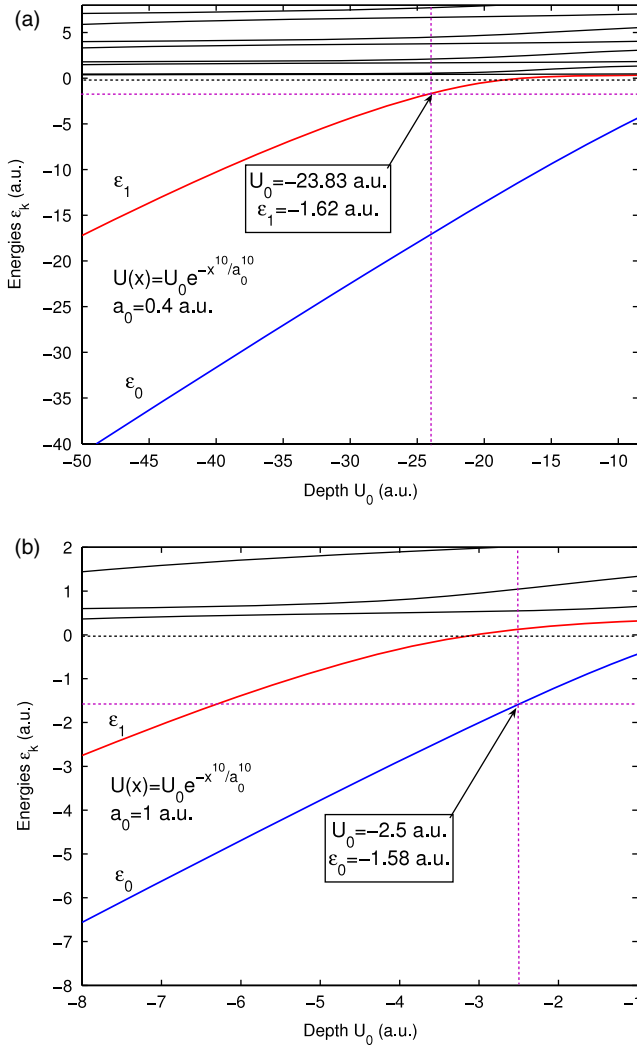 (a)
5
0
−5
−10
−15
−20
−25
−30
−35
−40
Energies ε_k (a.u.)
ε_1
U_0=−23.83 a.u.
ε_1=−1.62 a.u.
U(x)=U_0e^{−x^{10}/a_0^{10}}
a_0=0.4 a.u.
ε_0
−50 −45 −40 −35 −30 −25 −20 −15 −10
Depth U_0 (a.u.)
(b)
2
1
0
−1
−2
−3
−4
−5
−6
−7
−8
Energies ε_k (a.u.)
ε_1
U(x)=U_0e^{−x^{10}/a_0^{10}}
a_0=1 a.u.
U_0=−2.5 a.u.
ε_0=−1.58 a.u.
ε_0
−8 −7 −6 −5 −4 −3 −2 −1
Depth U_0 (a.u.)